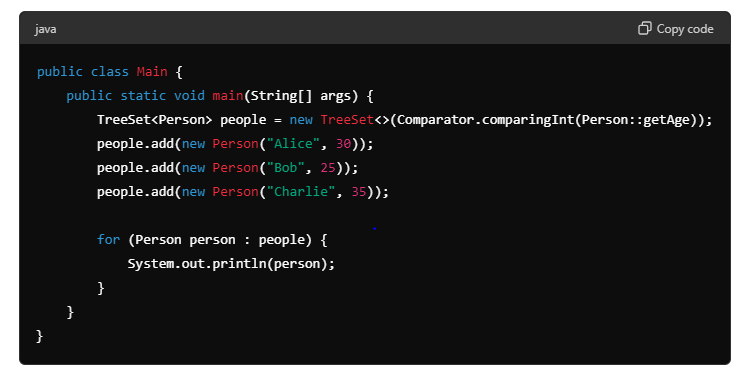 java
Copy code
public class Main {
    public static void main(String[] args) {
        TreeSet<Person> people = new TreeSet<>(Comparator.comparingInt(Person::getAge));
        people.add(new Person("Alice", 30));
        people.add(new Person("Bob", 25));
        people.add(new Person("Charlie", 35));

        for (Person person : people) {
            System.out.println(person);
        }
    }
}